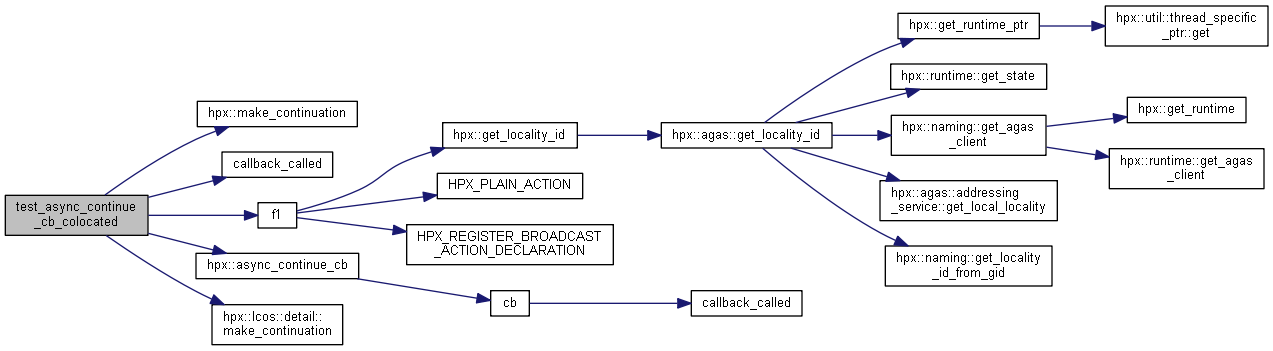 test_async_continue
_cb_colocated
hpx::make_continuation
callback_called
f1
hpx::async_continue_cb
hpx::lcos::detail::
make_continuation
hpx::get_locality_id
HPX_PLAIN_ACTION
HPX_REGISTER_BROADCAST
_ACTION_DECLARATION
cb
callback_called
hpx::agas::get_locality_id
hpx::get_runtime_ptr
hpx::runtime::get_state
hpx::naming::get_agas
_client
hpx::agas::addressing
_service::get_local_locality
hpx::naming::get_locality
_id_from_gid
hpx::util::thread_specific
_ptr::get
hpx::get_runtime
hpx::runtime::get_agas
_client